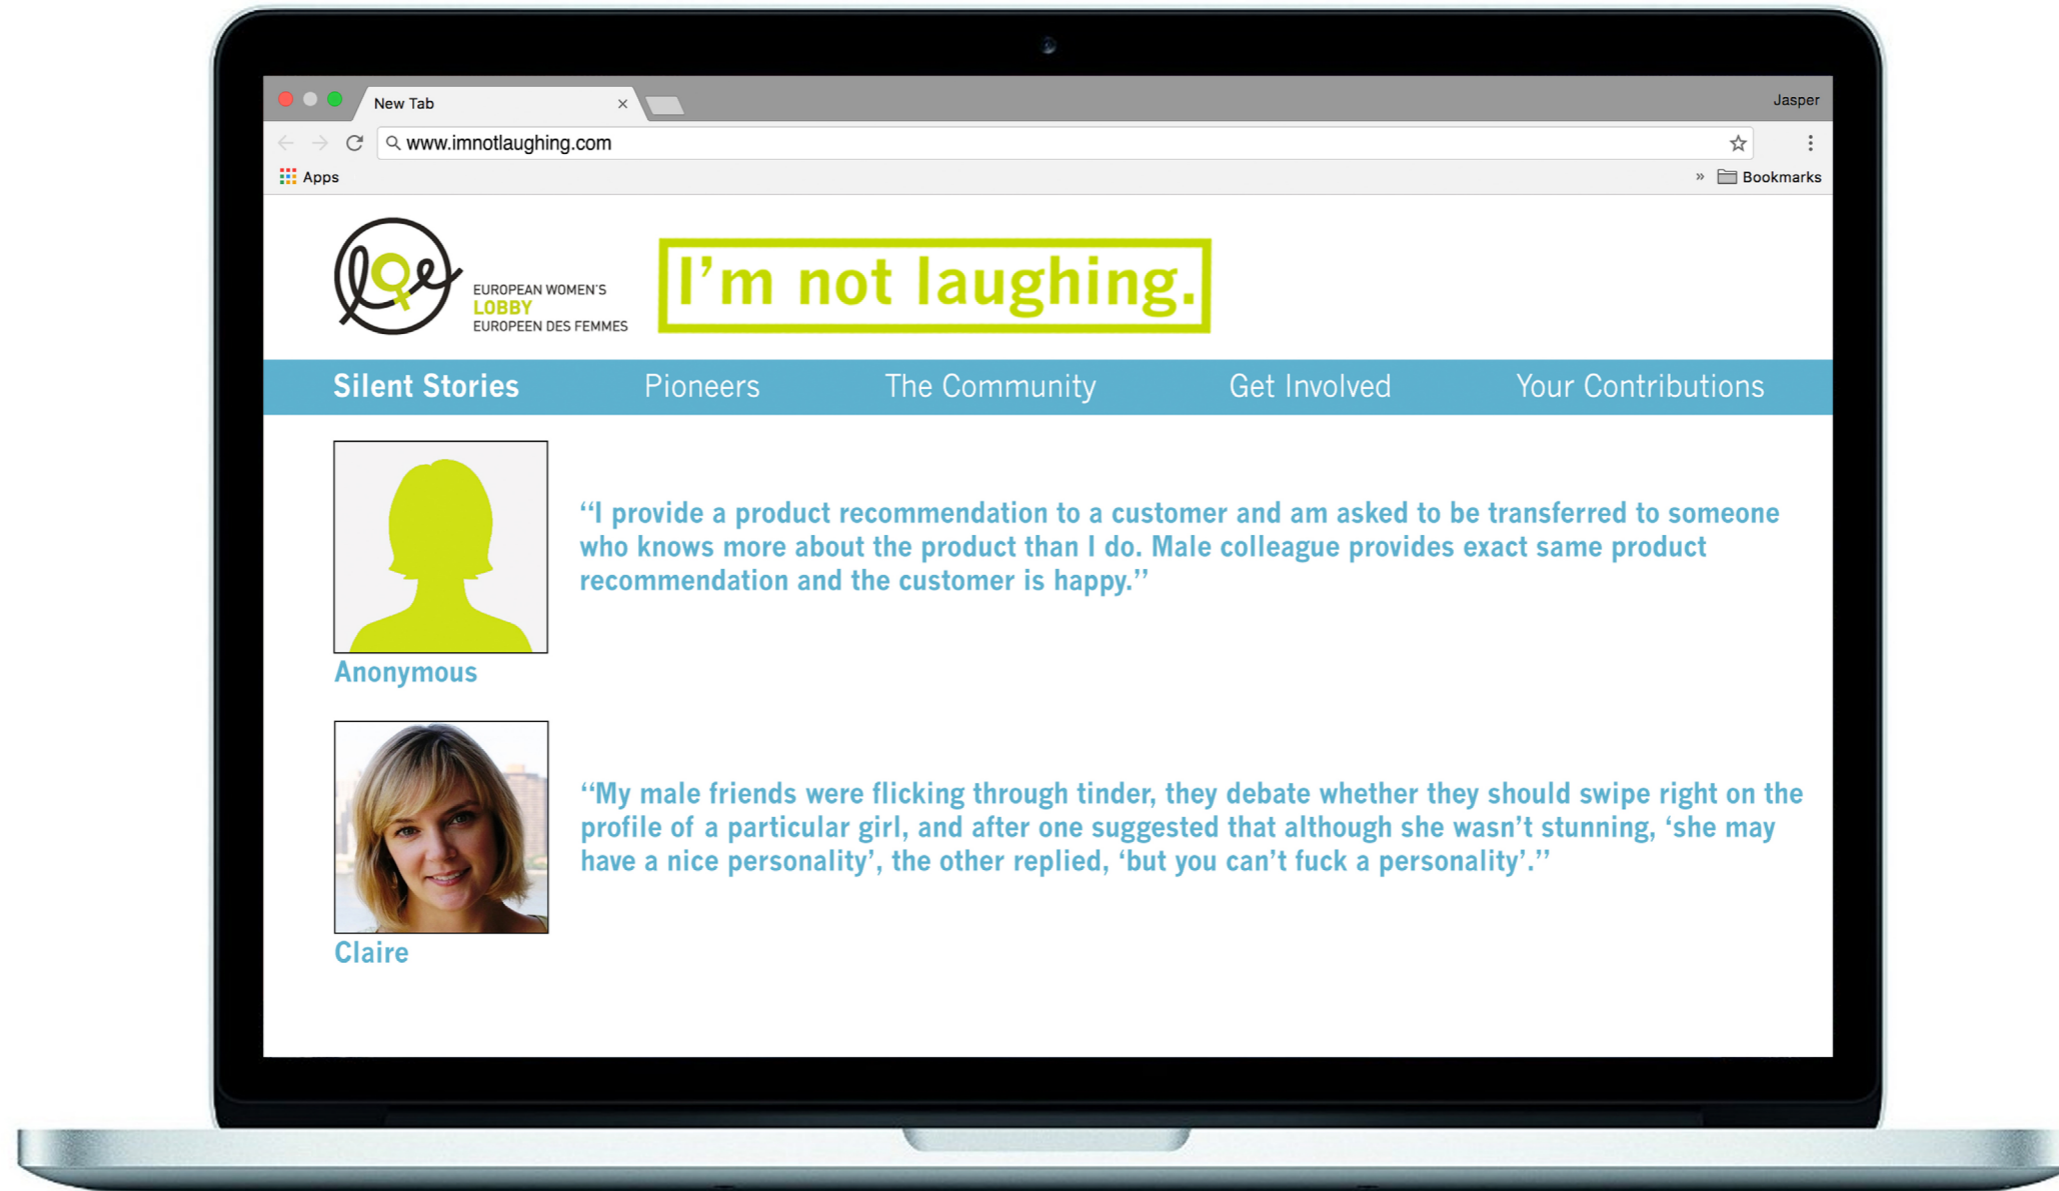 New Tab
Jasper
www.imnotlaughing.com
Apps
» Bookmarks
EUROPEAN WOMEN'S
LOBBY
EUROPEEN DES FEMMES
I'm not laughing.
Silent Stories Pioneers The Community Get Involved Your Contributions
“I provide a product recommendation to a customer and am asked to be transferred to someone
who knows more about the product than I do. Male colleague provides exact same product
recommendation and the customer is happy.”
Anonymous
“My male friends were flicking through tinder, they debate whether they should swipe right on the
profile of a particular girl, and after one suggested that although she wasn’t stunning, ‘she may
have a nice personality’, the other replied, ‘but you can’t fuck a personality’.”
Claire